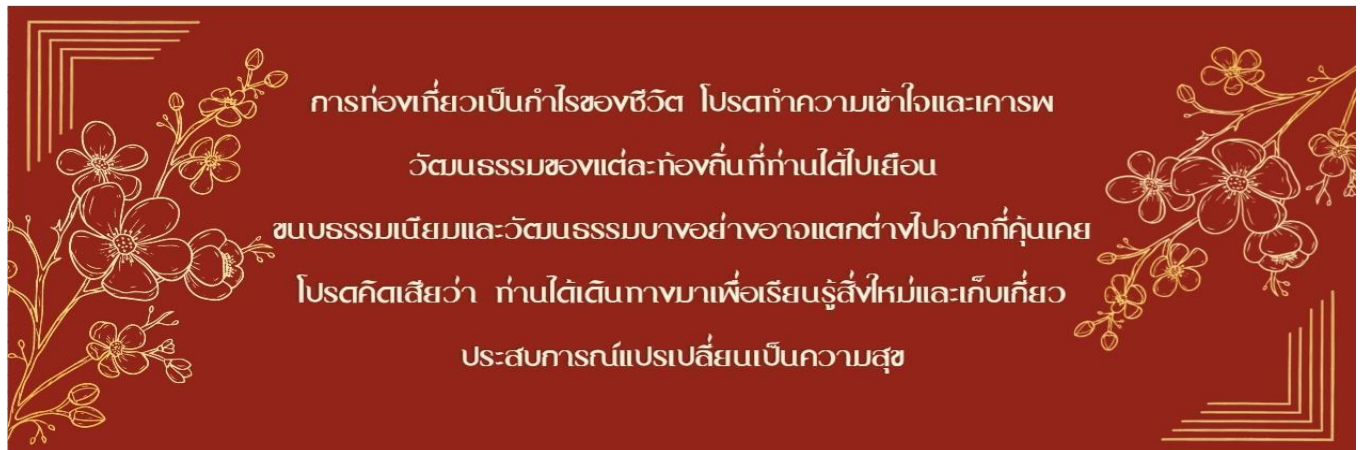 การท่องเที่ยวเป็นกำไรของชีวิต โปรดทำความเข้าใจและเคารพ
วัฒนธรรมของแต่ละท้องถิ่นที่ท่านได้ไปเยือน
ขนบธรรมเนียมและวัฒนธรรมบางอย่างอาจแตกต่างไปจากที่คุ้นเคย
โปรดคิดเสียว่า ท่านได้เดินทางมาเพื่อเรียนรู้สิ่งใหม่และเก็บเกี่ยว
ประสบการณ์แปรเปลี่ยนเป็นความสุข